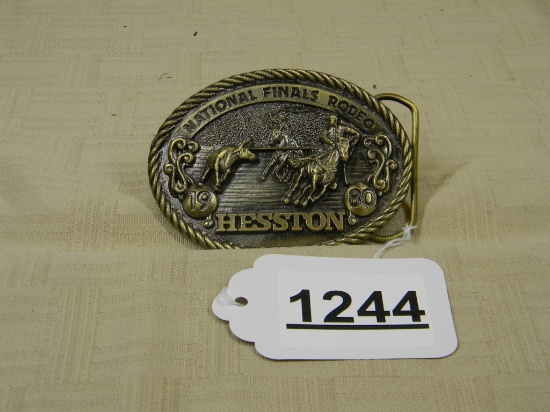 NATIONAL FINALS RODEO
19 80
HESSTON
1244